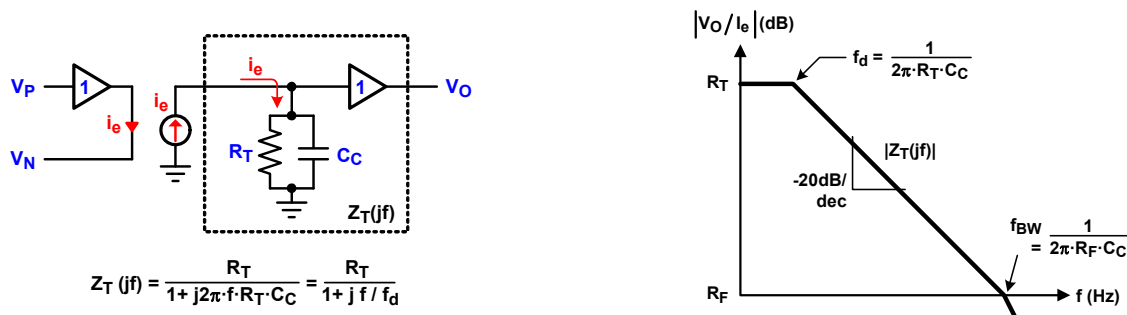 V_P
1
i_e
V_N
i_e
i_e
R_T
C_C
1
V_O
Z_T(jf)
Z_T (jf) = R_T / 1+ j2π·f·R_T·C_C = R_T / 1+ j f / f_d
|V_O / I_e| (dB)
R_T
f_d = 1 / 2π·R_T·C_C
|Z_T(jf)|
-20dB/
dec
f_BW
= 1 / 2π·R_F·C_C
R_F
f (Hz)